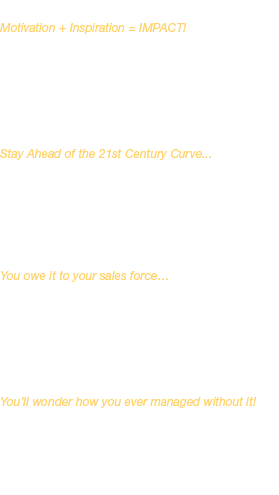 Motivation + Inspiration = IMPACT!
Stay Ahead of the 21st Century Curve...
You owe it to your sales force…
You'll wonder how you ever managed without it!